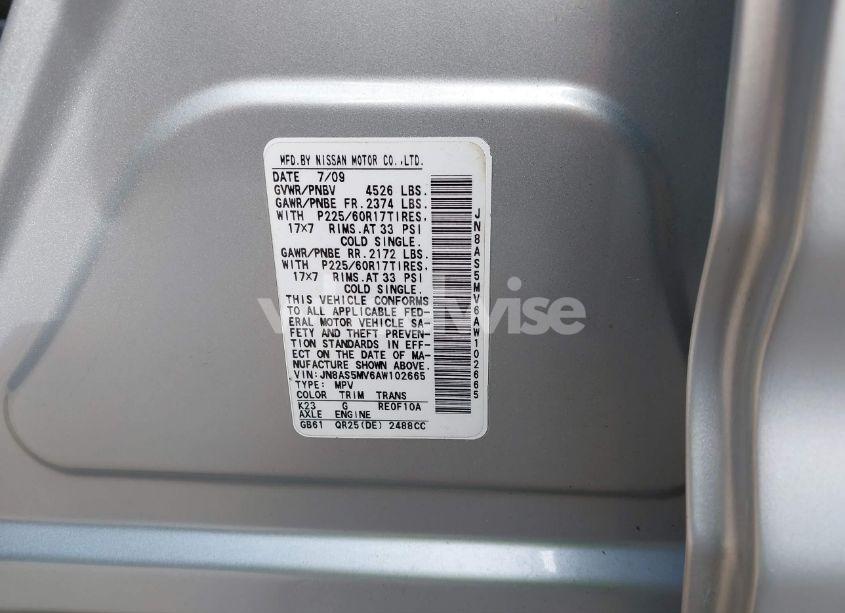 MFD.BY NISSAN MOTOR CO.,LTD.
DATE 7/09
GVWR/PNBV 4526 LBS.
GAWR/PNBE FR.2374 LBS.
WITH P225/60R17TIRES,
17x7 RIMS.AT 33 PSI
COLD SINGLE.
GAWR/PNBE RR.2172 LBS.
WITH P225/60R17TIRES,
17x7 RIMS.AT 33 PSI
COLD SINGLE.
THIS VEHICLE CONFORMS
TO ALL APPLICABLE FED-
ERAL MOTOR VEHICLE SA-
FETY AND THEFT PREVEN-
TION STANDARDS IN EFF-
ECT ON THE DATE OF MA-
NUFACTURE SHOWN ABOVE.
VIN:JN8AS5MV6AW102665
TYPE: MPV
COLOR TRIM TRANS
K23 G RE0F10A
AXLE ENGINE
GB61 QR25(DE) 2488CC
JN8AS5MV6AW102665